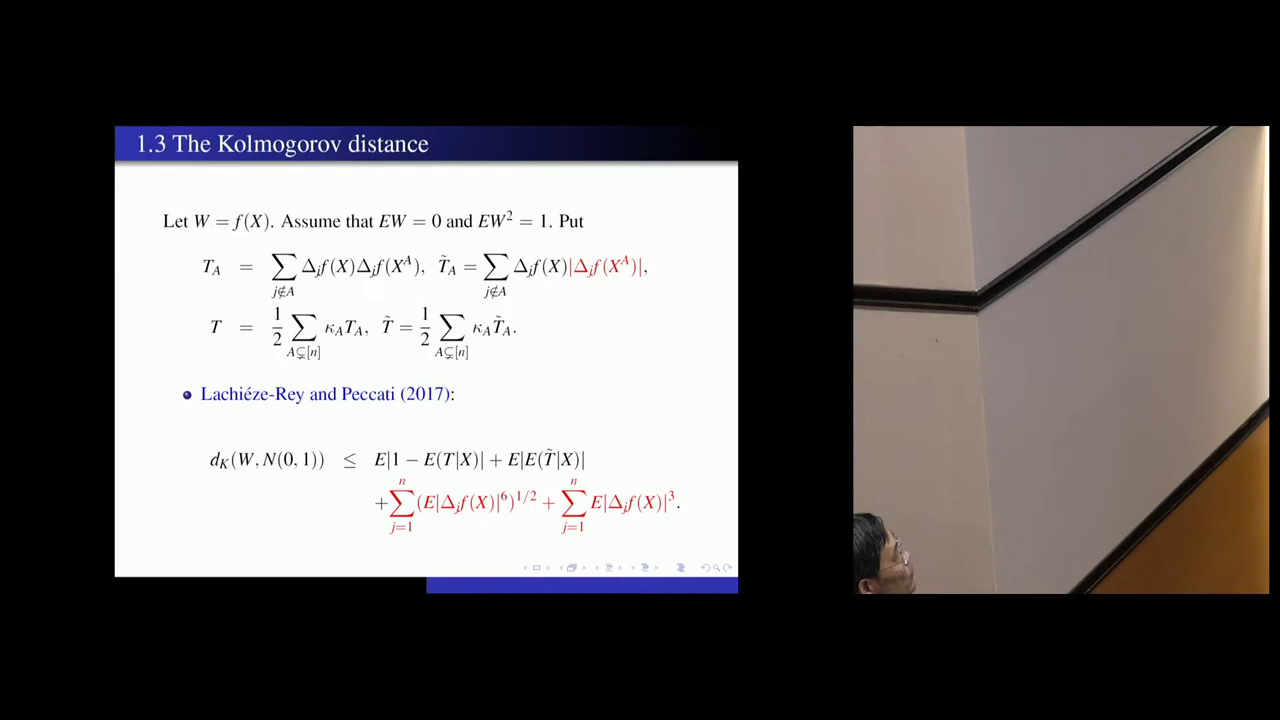 1.3 The Kolmogorov distance
Let W = f(X). Assume that EW = 0 and EW² = 1. Put
T_A = ∑_{j∉A} Δ_j f(X)Δ_j f(X^A), T̃_A = ∑_{j∉A} Δ_j f(X)|Δ_j f(X^A)|,
T = 1/2 ∑_{A⊊[n]} κ_A T_A, T̃ = 1/2 ∑_{A⊊[n]} κ_A T̃_A.
Lachiéze-Rey and Peccati (2017):
d_K(W, N(0, 1)) ≤ E|1 − E(T|X)| + E|E(T̃|X)|
+ ∑_{j=1}^{n} (E|Δ_j f(X)|⁶)^{1/2} + ∑_{j=1}^{n} E|Δ_j f(X)|³.